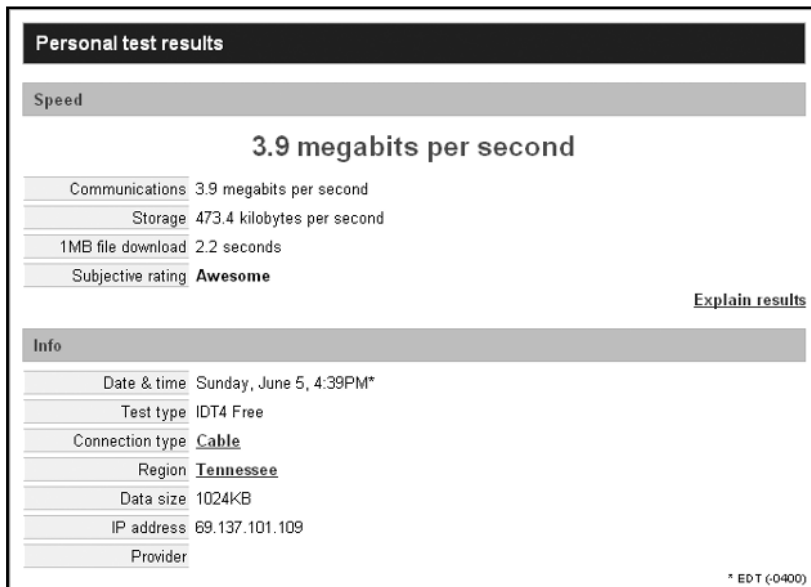 Personal test results
Speed
3.9 megabits per second
Communications 3.9 megabits per second
Storage 473.4 kilobytes per second
1MB file download 2.2 seconds
Subjective rating Awesome
Explain results
Info
Date & time Sunday, June 5, 4:39PM*
Test type IDT4 Free
Connection type Cable
Region Tennessee
Data size 1024KB
IP address 69.137.101.109
Provider
* EDT (-0400)